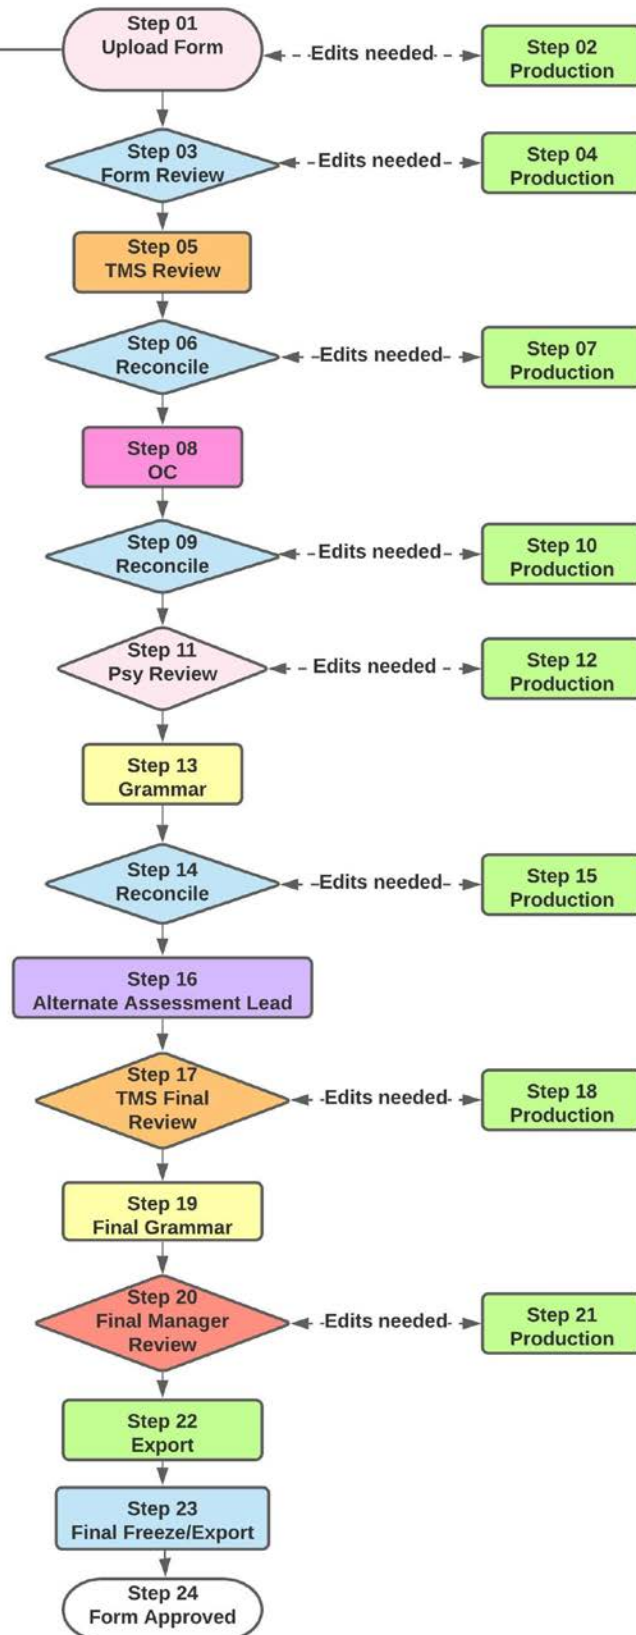 Step 01
Upload Form
Edits needed
Step 02
Production
Step 03
Form Review
Edits needed
Step 04
Production
Step 05
TMS Review
Step 06
Reconcile
Edits needed
Step 07
Production
Step 08
OC
Step 09
Reconcile
Edits needed
Step 10
Production
Step 11
Psy Review
Edits needed
Step 12
Production
Step 13
Grammar
Step 14
Reconcile
Edits needed
Step 15
Production
Step 16
Alternate Assessment Lead
Step 17
TMS Final
Review
Edits needed
Step 18
Production
Step 19
Final Grammar
Step 20
Final Manager
Review
Edits needed
Step 21
Production
Step 22
Export
Step 23
Final Freeze/Export
Step 24
Form Approved